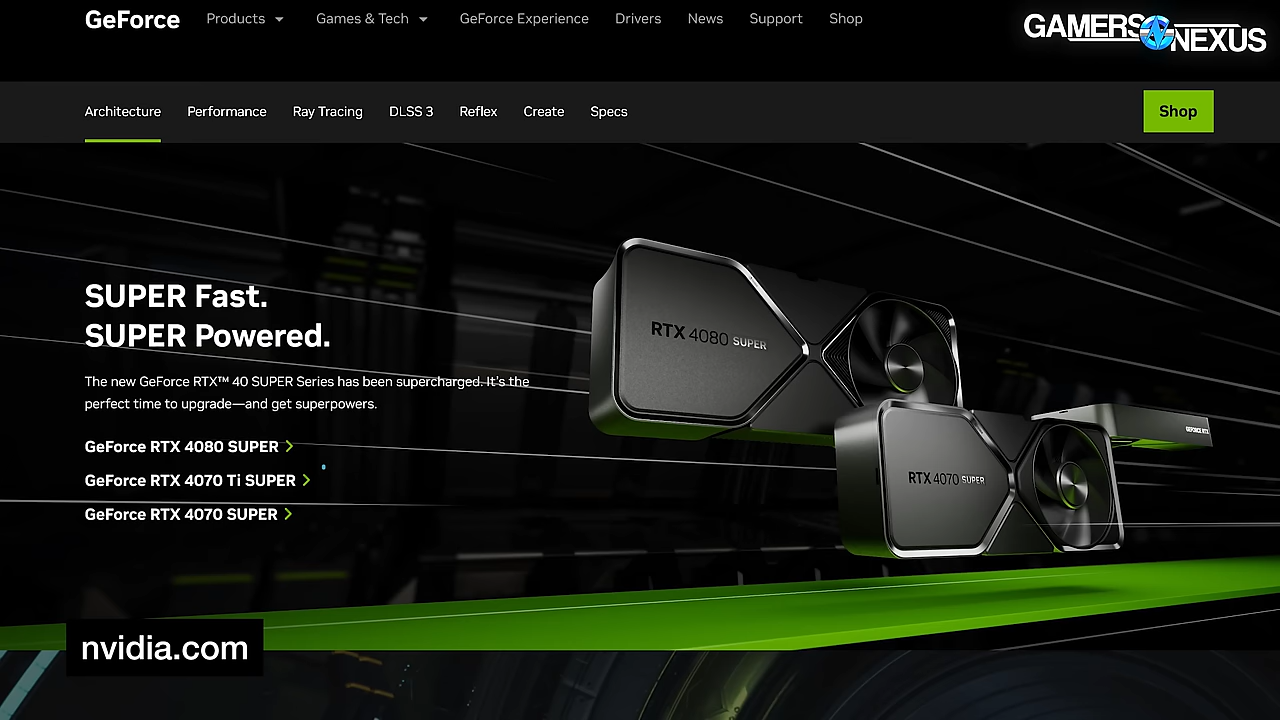 GeForce
Products
Games & Tech
GeForce Experience
Drivers
News
Support
Shop
GAMERS NEXUS
Architecture
Performance
Ray Tracing
DLSS 3
Reflex
Create
Specs
Shop
SUPER Fast.
SUPER Powered.
The new GeForce RTX™ 40 SUPER Series has been supercharged. It's the
perfect time to upgrade—and get superpowers.
GeForce RTX 4080 SUPER
GeForce RTX 4070 Ti SUPER
GeForce RTX 4070 SUPER
RTX 4080 SUPER
RTX 4070 SUPER
GEFORCE RTX
nvidia.com